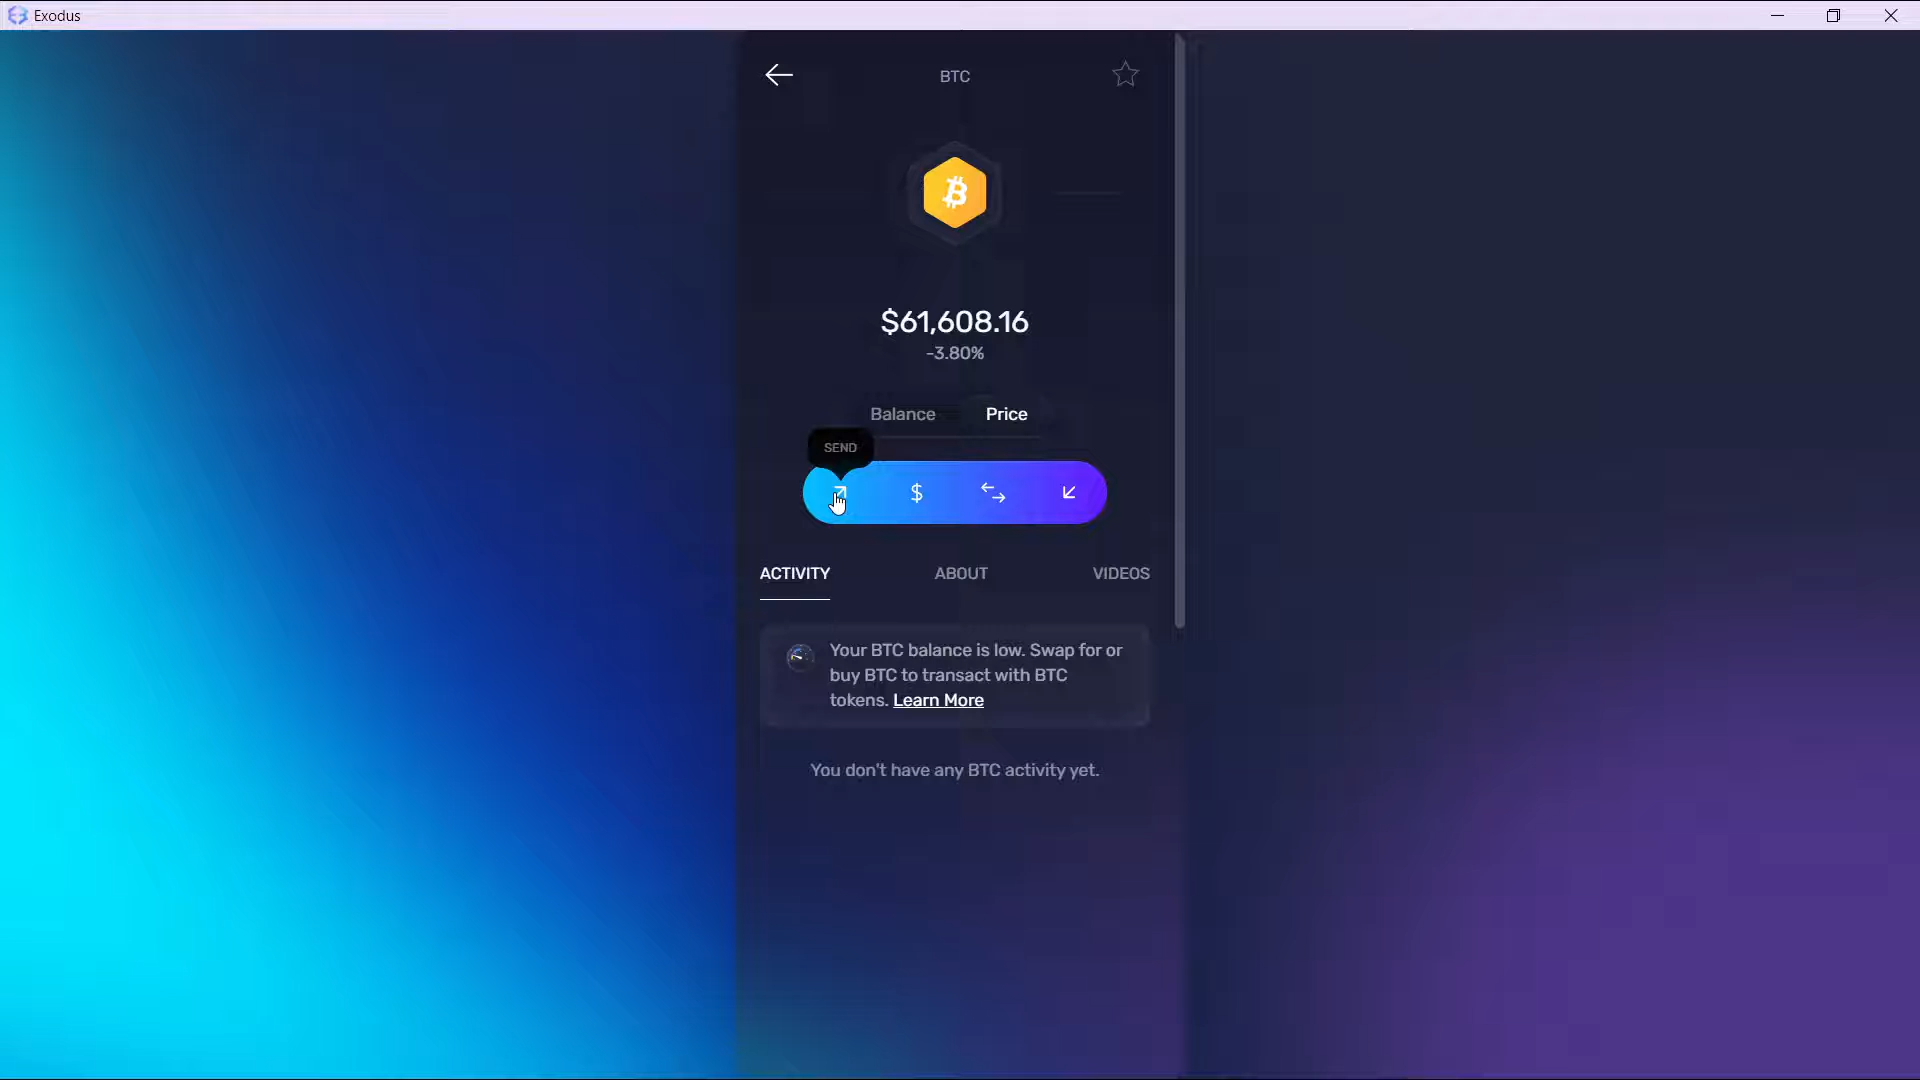 Exodus
BTC
$61,608.16
-3.80%
Balance Price
SEND
$
ACTIVITY ABOUT VIDEOS
Your BTC balance is low. Swap for or
buy BTC to transact with BTC
tokens. Learn More
You don't have any BTC activity yet.